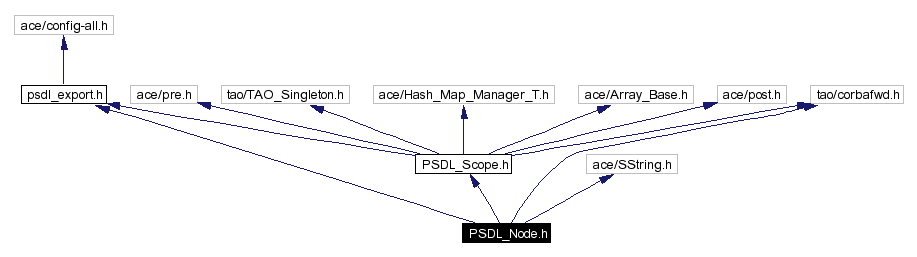 ace/config-all.h
psdl_export.h
ace/pre.h
tao/TAO_Singleton.h
ace/Hash_Map_Manager_T.h
ace/Array_Base.h
ace/post.h
tao/corbafwd.h
PSDL_Scope.h
ace/SString.h
PSDL_Node.h